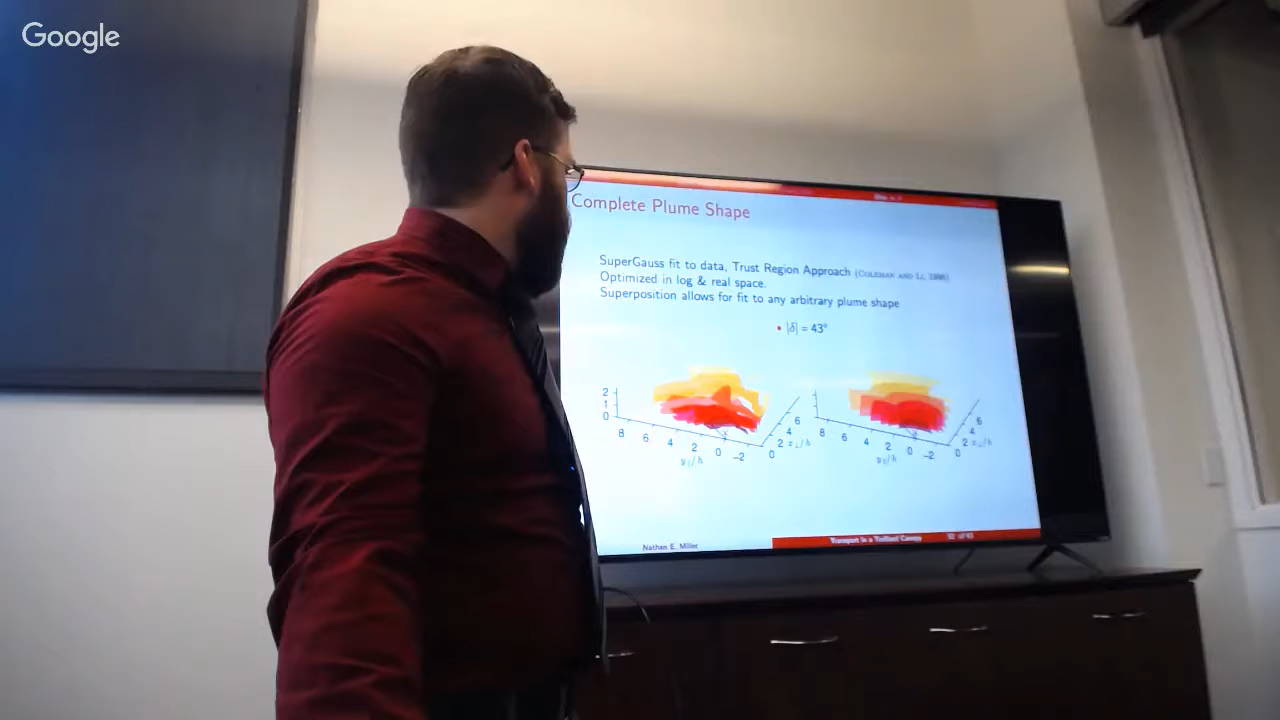 Google
Complete Plume Shape
SuperGauss fit to data, Trust Region Approach (COLEMAN AND LI, 1996)
Optimized in log & real space.
Superposition allows for fit to any arbitrary plume shape
• |δ| = 43°
2
1
0
8 6 4 2 0 −2
0 2 4 6
8 6 4 2 0 −2
0 2 4 6
Nathan E. Miller
Transport in a Trellised Canopy